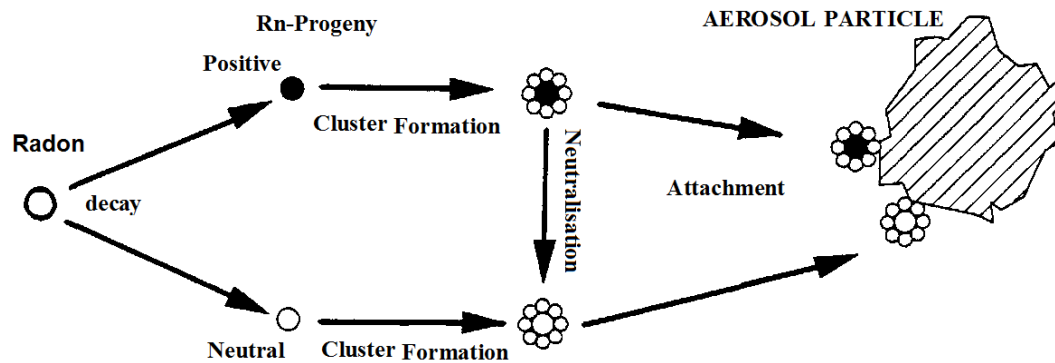 AEROSOL PARTICLE
Rn-Progeny
Positive
Cluster Formation
Radon
decay
Neutralisation
Attachment
Neutral
Cluster Formation